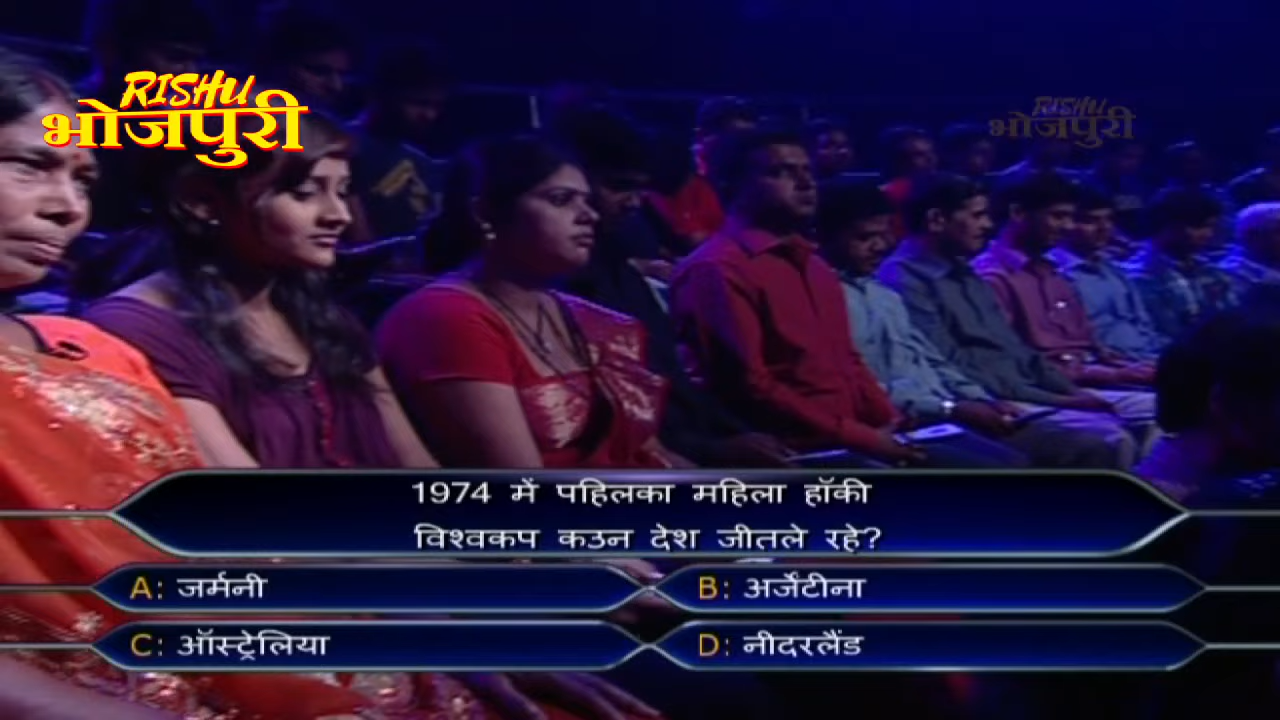 RISHU
भोजपुरी
RISHU
भोजपुरी
1974 में पहिलका महिला हॉकी
विश्वकप कउन देश जीतले रहे?
A: जर्मनी
B: अर्जेंटीना
C: ऑस्ट्रेलिया
D: नीदरलैंड